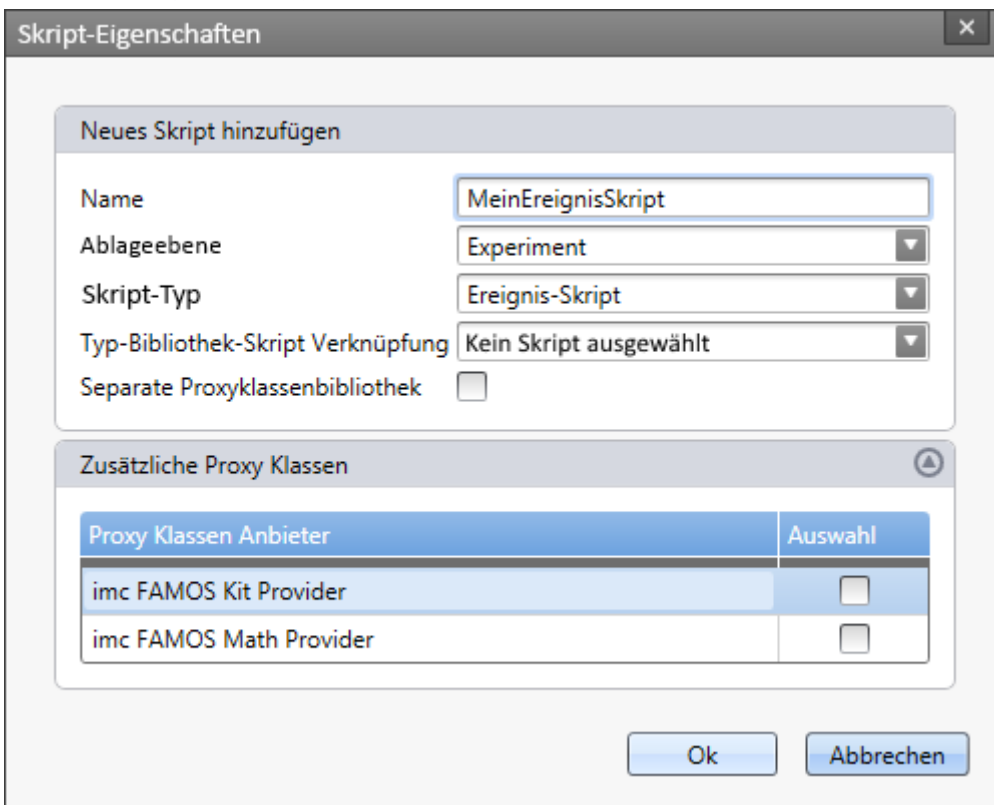 Skript-Eigenschaften
Neues Skript hinzufügen
Name MeinEreignisSkript
Ablageebene Experiment
Skript-Typ Ereignis-Skript
Typ-Bibliothek-Skript Verknüpfung Kein Skript ausgewählt
Separate Proxyklassenbibliothek
Zusätzliche Proxy Klassen
Proxy Klassen Anbieter Auswahl
imc FAMOS Kit Provider
imc FAMOS Math Provider
Ok Abbrechen